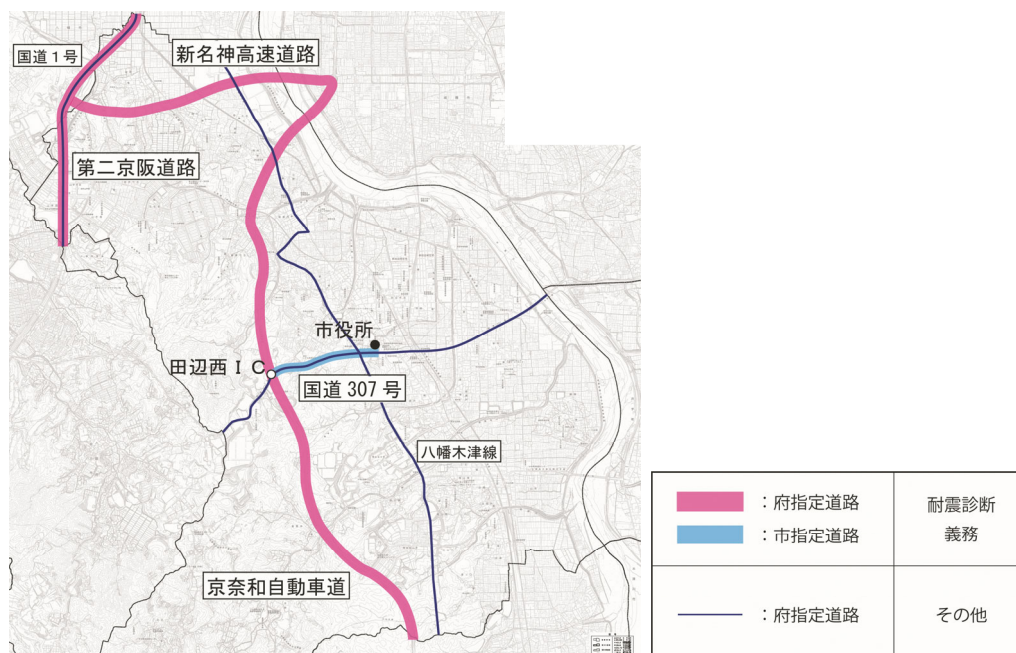 国道１号
新名神高速道路
第二京阪道路
市役所
田辺西ＩＣ
国道 307 号
八幡木津線
京奈和自動車道
：府指定道路
：市指定道路
耐震診断
義務
：府指定道路
その他